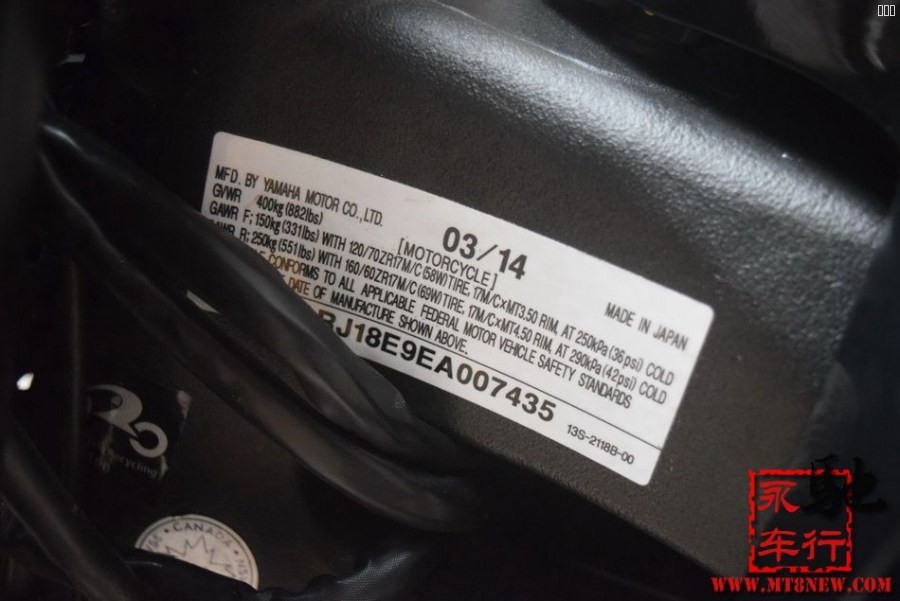 MFD. BY YAMAHA MOTOR CO.,LTD.
03/14
MADE IN JAPAN
GVWR 400kg (882lbs)
[MOTORCYCLE]
GAWR F; 150kg (331lbs) WITH 120/70ZR17M/C (58W) TIRE, 17M/C×MT3.50 RIM, AT 250kPa (36psi) COLD
R; 250kg (551lbs) WITH 160/60ZR17M/C (69W) TIRE, 17M/C×MT4.50 RIM, AT 290kPa (42psi) COLD
CONFORMS TO ALL APPLICABLE FEDERAL MOTOR VEHICLE SAFETY STANDARDS
DATE OF MANUFACTURE SHOWN ABOVE.
RJ18E9EA007435
13S-2118B-00
CANADA
永馳
车行
WWW.MT8NEW.COM